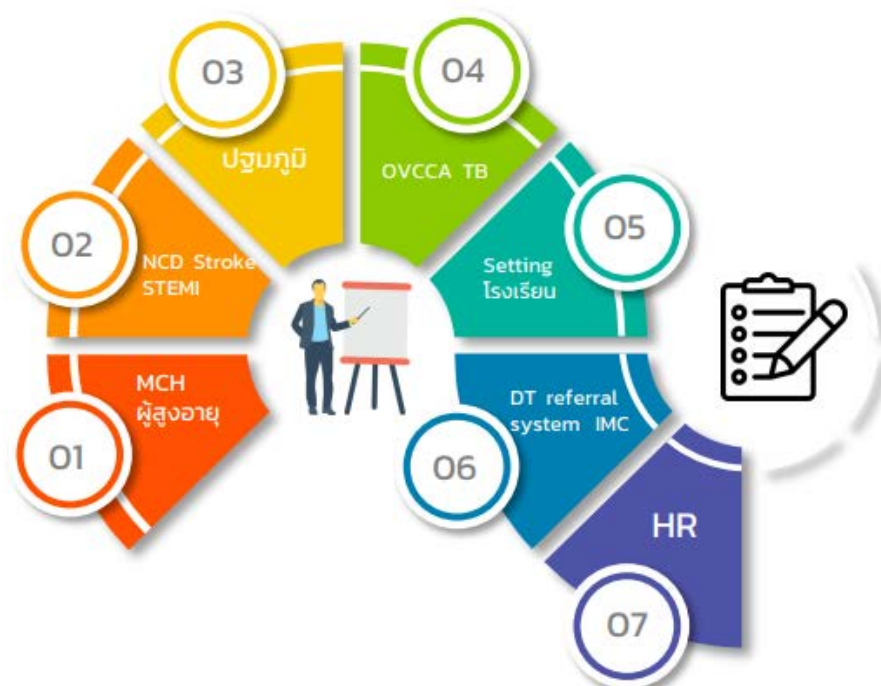 01
MCH
ผู้สูงอายุ
02
NCD Stroke
STEMI
03
ปฐมภูมิ
04
OVCCA TB
05
Setting
โรงเรียน
06
DT referral
system IMC
07
HR